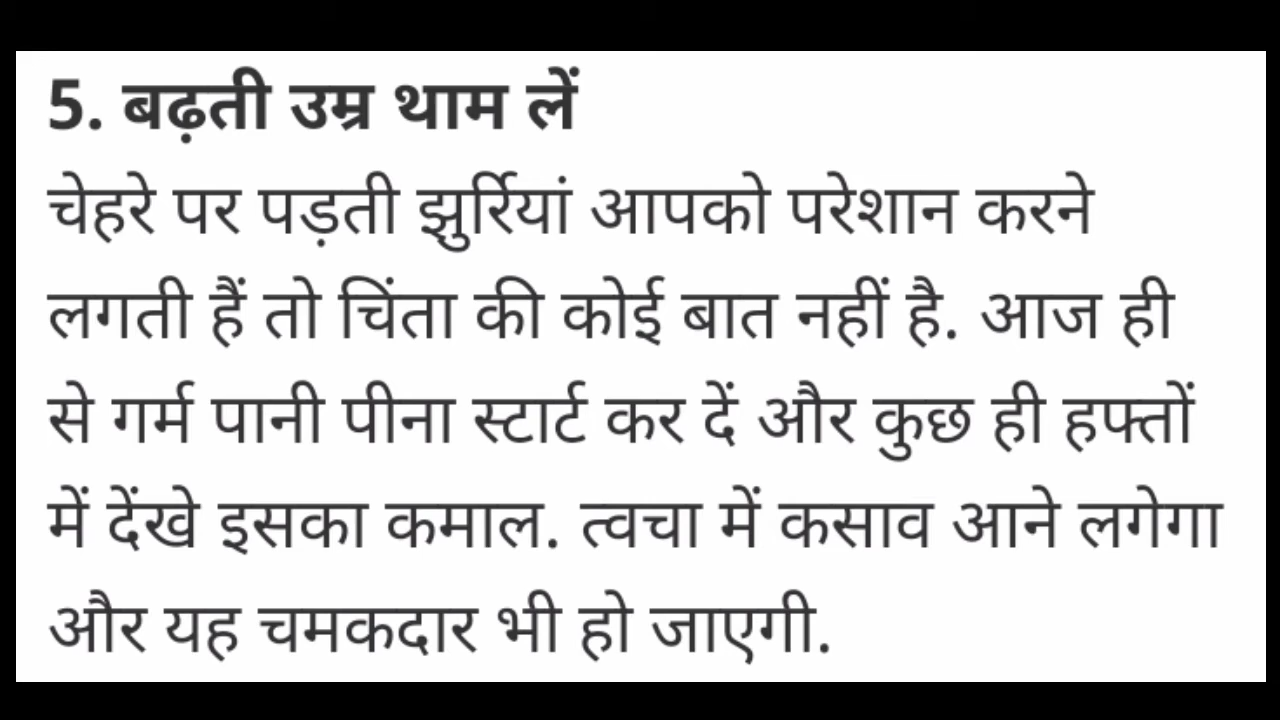 5. बढ़ती उम्र थाम लें
चेहरे पर पड़ती झुर्रियां आपको परेशान करने
लगती हैं तो चिंता की कोई बात नहीं है. आज ही
से गर्म पानी पीना स्टार्ट कर दें और कुछ ही हफ्तों
में देंखे इसका कमाल. त्वचा में कसाव आने लगेगा
और यह चमकदार भी हो जाएगी.